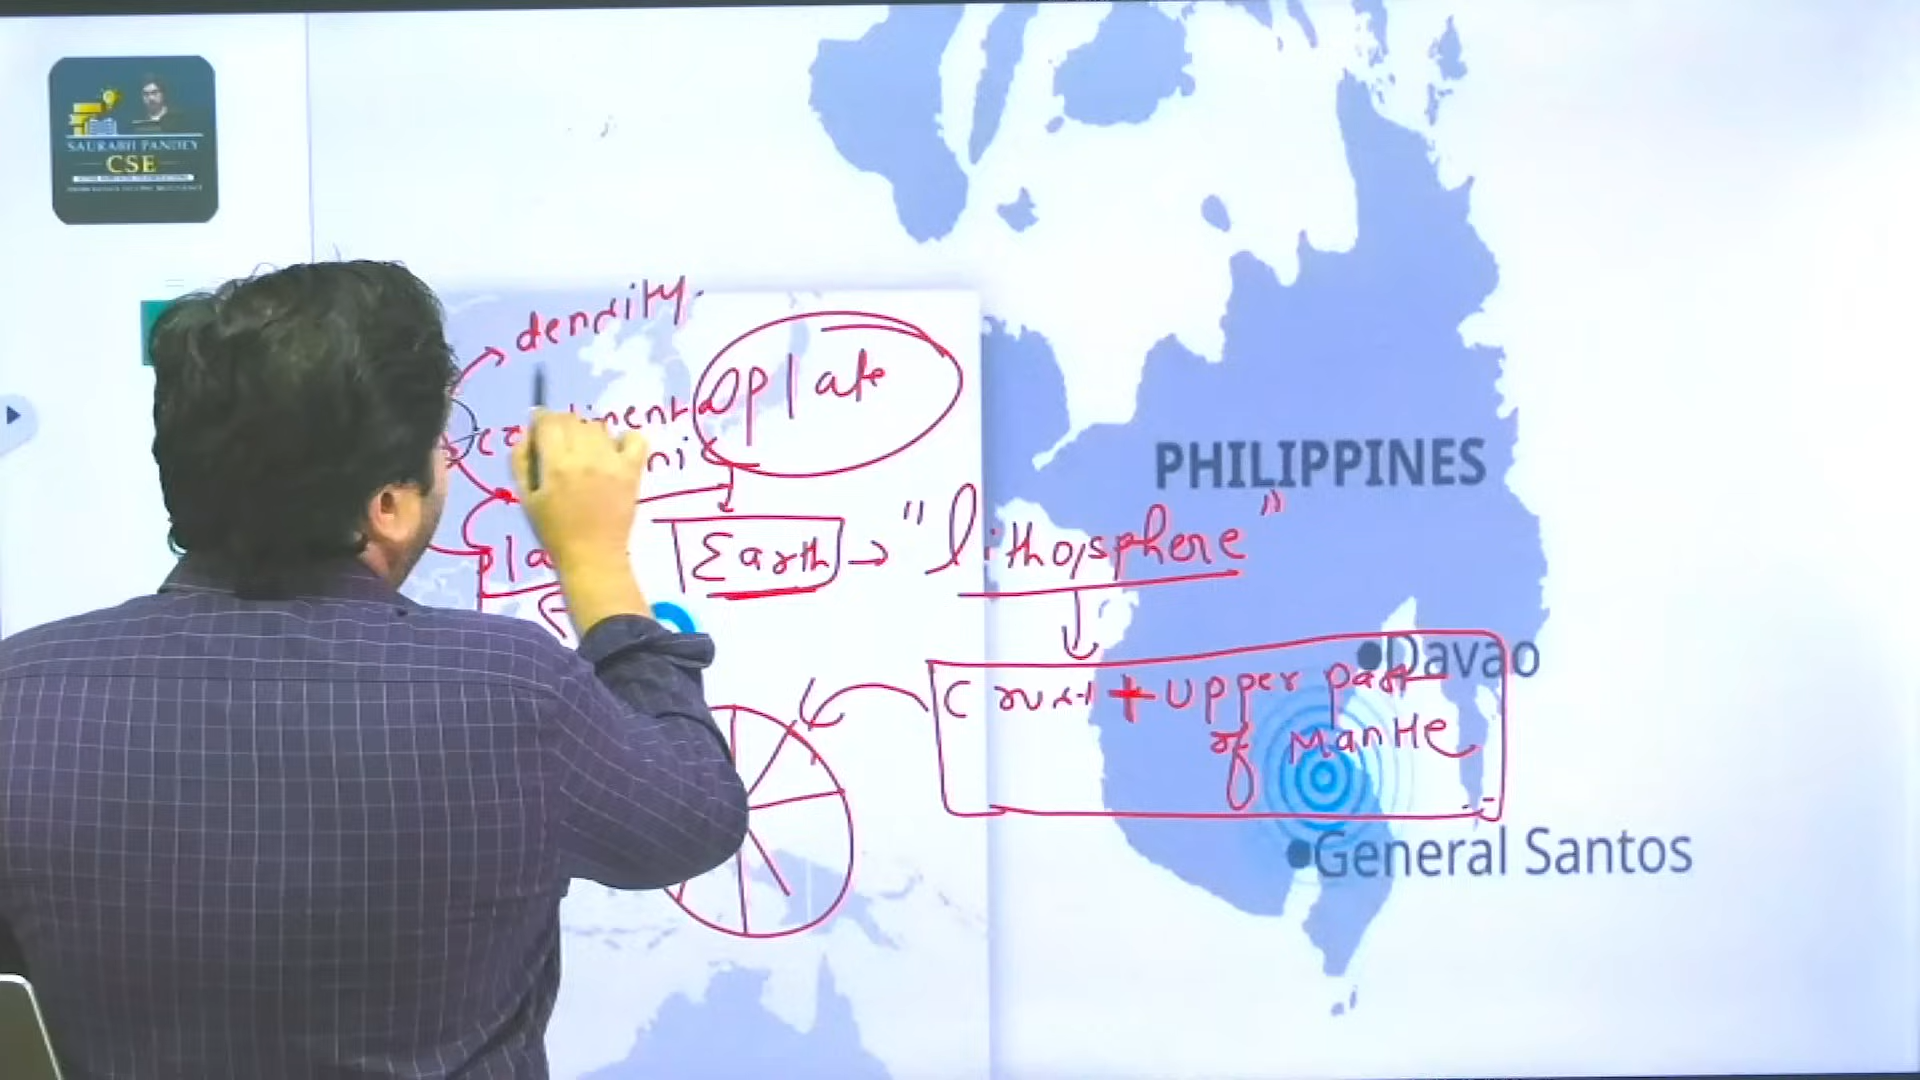 SAURABH PANDEY
CSE
density
plate
Earth → "lithosphere"
PHILIPPINES
Davao
Crust + Upper part
of Mantle
General Santos